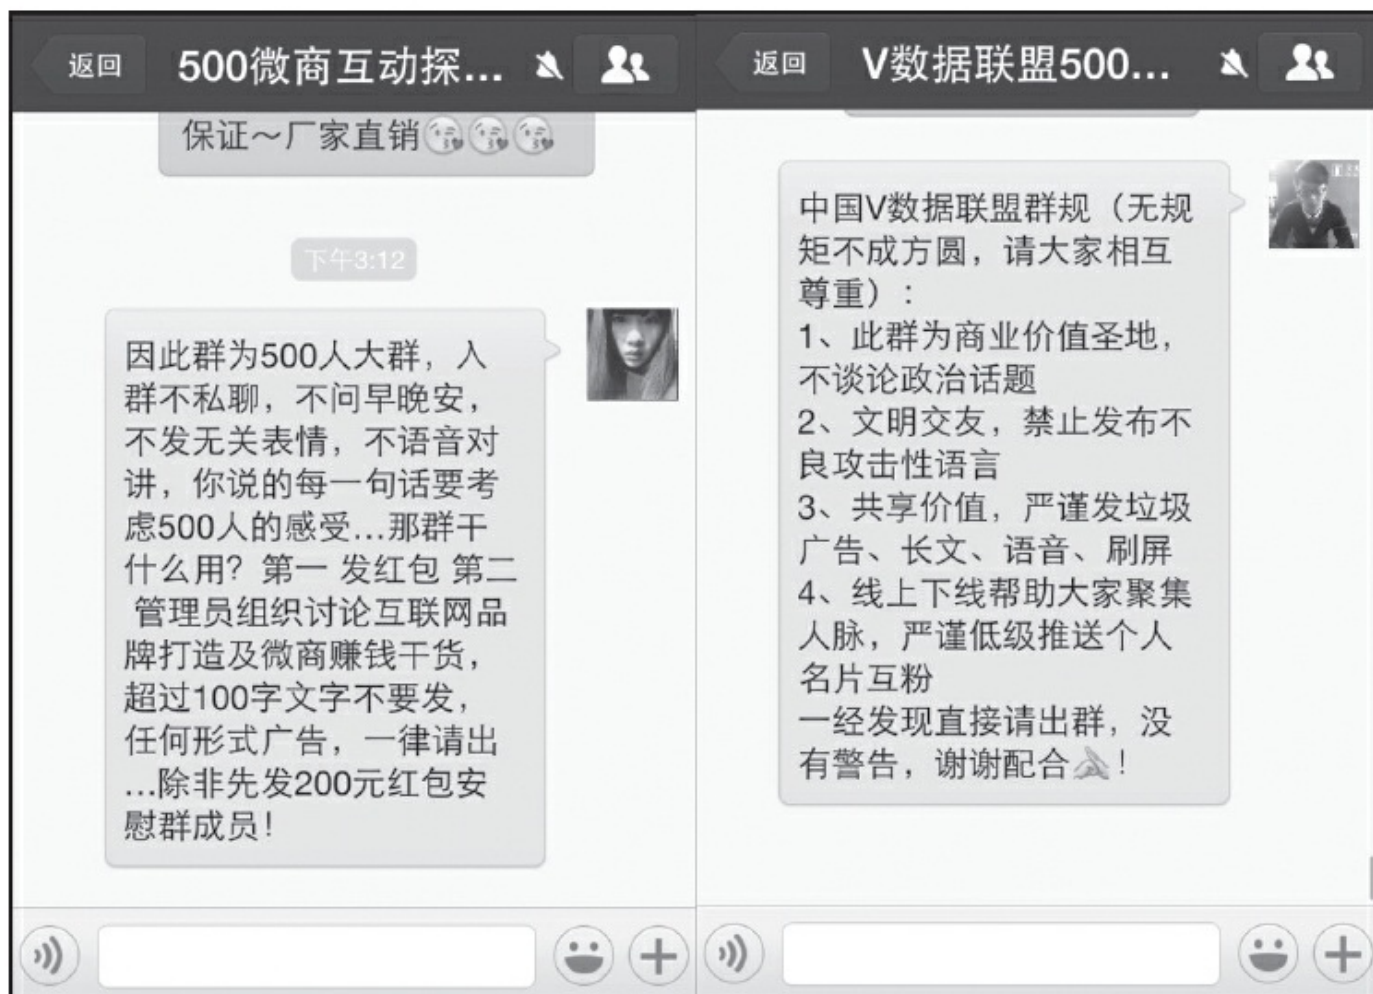 返回
500微商互动探...
保证～厂家直销😘😘😘
下午3:12
因此群为500人大群，入
群不私聊，不问早晚安，
不发无关表情，不语音对
讲，你说的每一句话要考
虑500人的感受...那群干
什么用？第一 发红包 第二
管理员组织讨论互联网品
牌打造及微商赚钱干货，
超过100字文字不要发，
任何形式广告，一律请出
...除非先发200元红包安
慰群成员！
返回
V数据联盟500...
中国V数据联盟群规（无规
矩不成方圆，请大家相互
尊重）：
1、此群为商业价值圣地，
不谈论政治话题
2、文明交友，禁止发布不
良攻击性语言
3、共享价值，严谨发垃圾
广告、长文、语音、刷屏
4、线上下线帮助大家聚集
人脉，严谨低级推送个人
名片互粉
一经发现直接请出群，没
有警告，谢谢配合🙏！